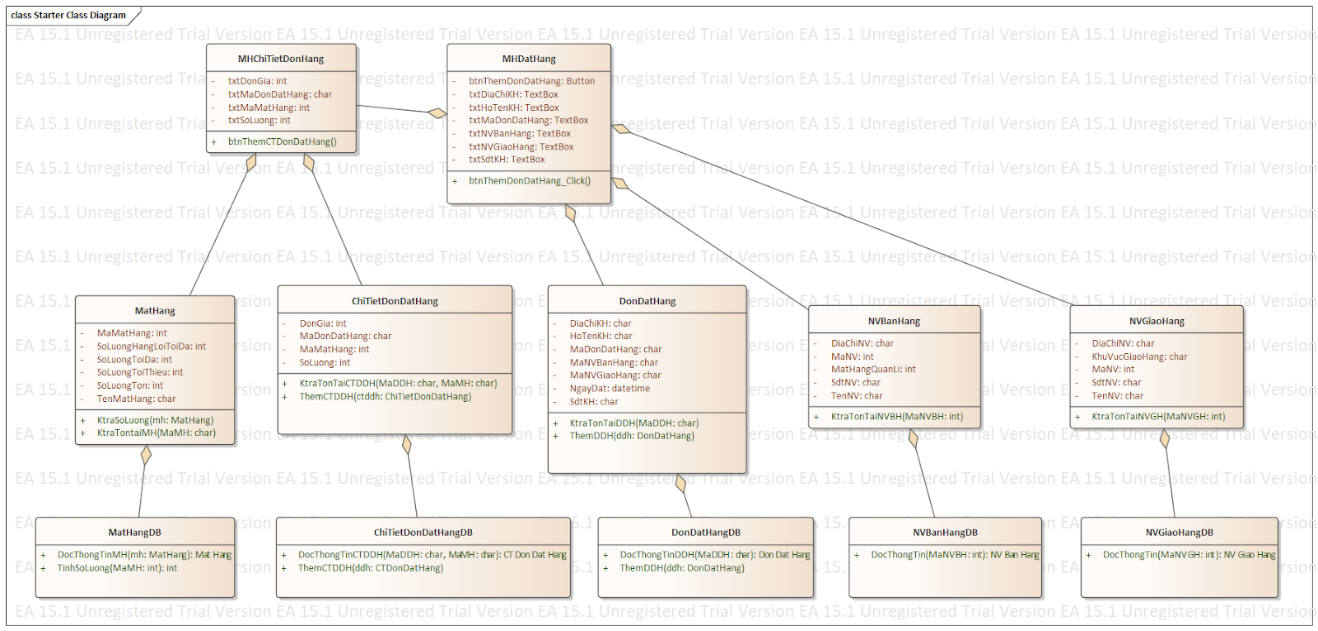 class Starter Class Diagram
EA 15.1 Unregistered Trial Version
MHChiTietDonHang
- txtDonGia: int
- txtMaDonDatHang: char
- txtMaMatHang: int
- txtSoLuong: int
+ btnThemCTDonDatHang()
MHDatHang
- btnThemDonDatHang: Button
- txtDiaChiKH: TextBox
- txtHoTenKH: TextBox
- txtMaDonDatHang: TextBox
- txtNVBanHang: TextBox
- txtNVGiaoHang: TextBox
- txtSdtKH: TextBox
+ btnThemDonDatHang_Click()
MatHang
- MaMatHang: int
- SoLuongHangLoiToiDa: int
- SoLuongToiDa: int
- SoLuongToiThieu: int
- SoLuongTon: int
- TenMatHang: char
+ KtraSoLuong(mh: MatHang)
+ KtraTontaiMH(MaMH: char)
ChiTietDonDatHang
- DonGia: int
- MaDonDatHang: char
- MaMatHang: int
- SoLuong: int
+ KtraTonTaiCTDDH(MaDDH: char, MaMH: char)
+ ThemCTDDH(ctddh: ChiTietDonDatHang)
DonDatHang
- DiaChiKH: char
- HoTenKH: char
- MaDonDatHang: char
- MaNVBanHang: char
- MaNVGiaoHang: char
- NgayDat: datetime
- SdtKH: char
+ KtraTonTaiDDH(MaDDH: char)
+ ThemDDH(ddh: DonDatHang)
NVBanHang
- DiaChiNV: char
- MaNV: int
- MatHangQuanLi: int
- SdtNV: char
- TenNV: char
+ KtraTonTaiNVBH(MaNVBH: int)
NVGiaoHang
- DiaChiNV: char
- KhuVucGiaoHang: char
- MaNV: int
- SdtNV: char
- TenNV: char
+ KtraTonTaiNVGH(MaNVGH: int)
MatHangDB
+ DocThongTinMH(mh: MatHang): Mat Hang
+ TinhSoLuong(MaMH: int): int
ChiTietDonDatHangDB
+ DocThongTinCTDDH(MaDDH: char, MaMH: char): CT Don Dat Hang
+ ThemCTDDH(ddh: CTDonDatHang)
DonDatHangDB
+ DocThongTinDDH(MaDDH: char): Don Dat Hang
+ ThemDDH(ddh: DonDatHang)
NVBanHangDB
+ DocThongTin(MaNVBH: int): NV Ban Hang
NVGiaoHangDB
+ DocThongTin(MaNVGH: int): NV Giao Hang